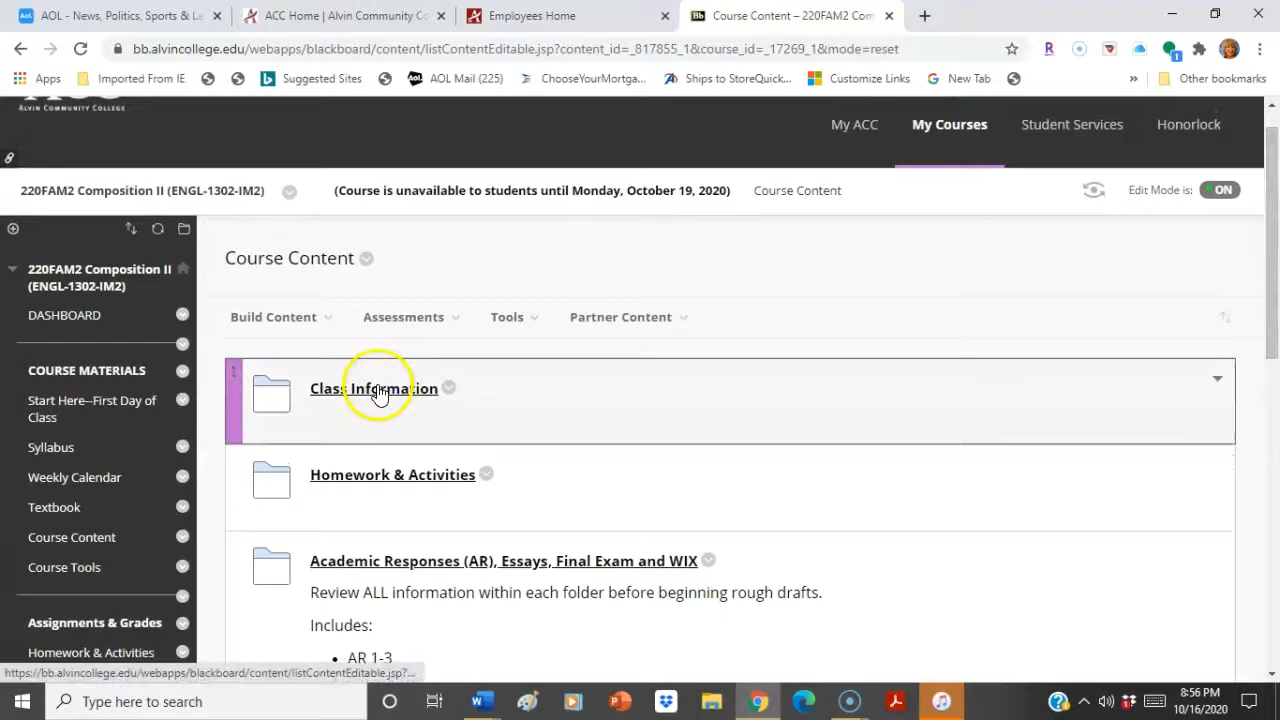 AOL - News, Politics, Sports & La
ACC Home | Alvin Community Co
Employees Home
Course Content – 220FAM2 Com
bb.alvincollege.edu/webapps/blackboard/content/listContentEditable.jsp?content_id=_817855_1&course_id=_17269_1&mode=reset
Apps Imported From IE Suggested Sites AOL Mail (225) ChooseYourMortga... Ships to StoreQuick... Customize Links New Tab » Other bookmarks
ALVIN COMMUNITY COLLEGE
My ACC My Courses Student Services Honorlock
220FAM2 Composition II (ENGL-1302-IM2) (Course is unavailable to students until Monday, October 19, 2020) Course Content Edit Mode is: ON
220FAM2 Composition II
(ENGL-1302-IM2)
DASHBOARD
COURSE MATERIALS
Start Here--First Day of
Class
Syllabus
Weekly Calendar
Textbook
Course Content
Course Tools
Assignments & Grades
Homework & Activities
Course Content
Build Content Assessments Tools Partner Content
Class Information
Homework & Activities
Academic Responses (AR), Essays, Final Exam and WIX
Review ALL information within each folder before beginning rough drafts.
Includes:
• AR 1-3
https://bb.alvincollege.edu/webapps/blackboard/content/listContentEditable.jsp?...
Type here to search
8:56 PM
10/16/2020